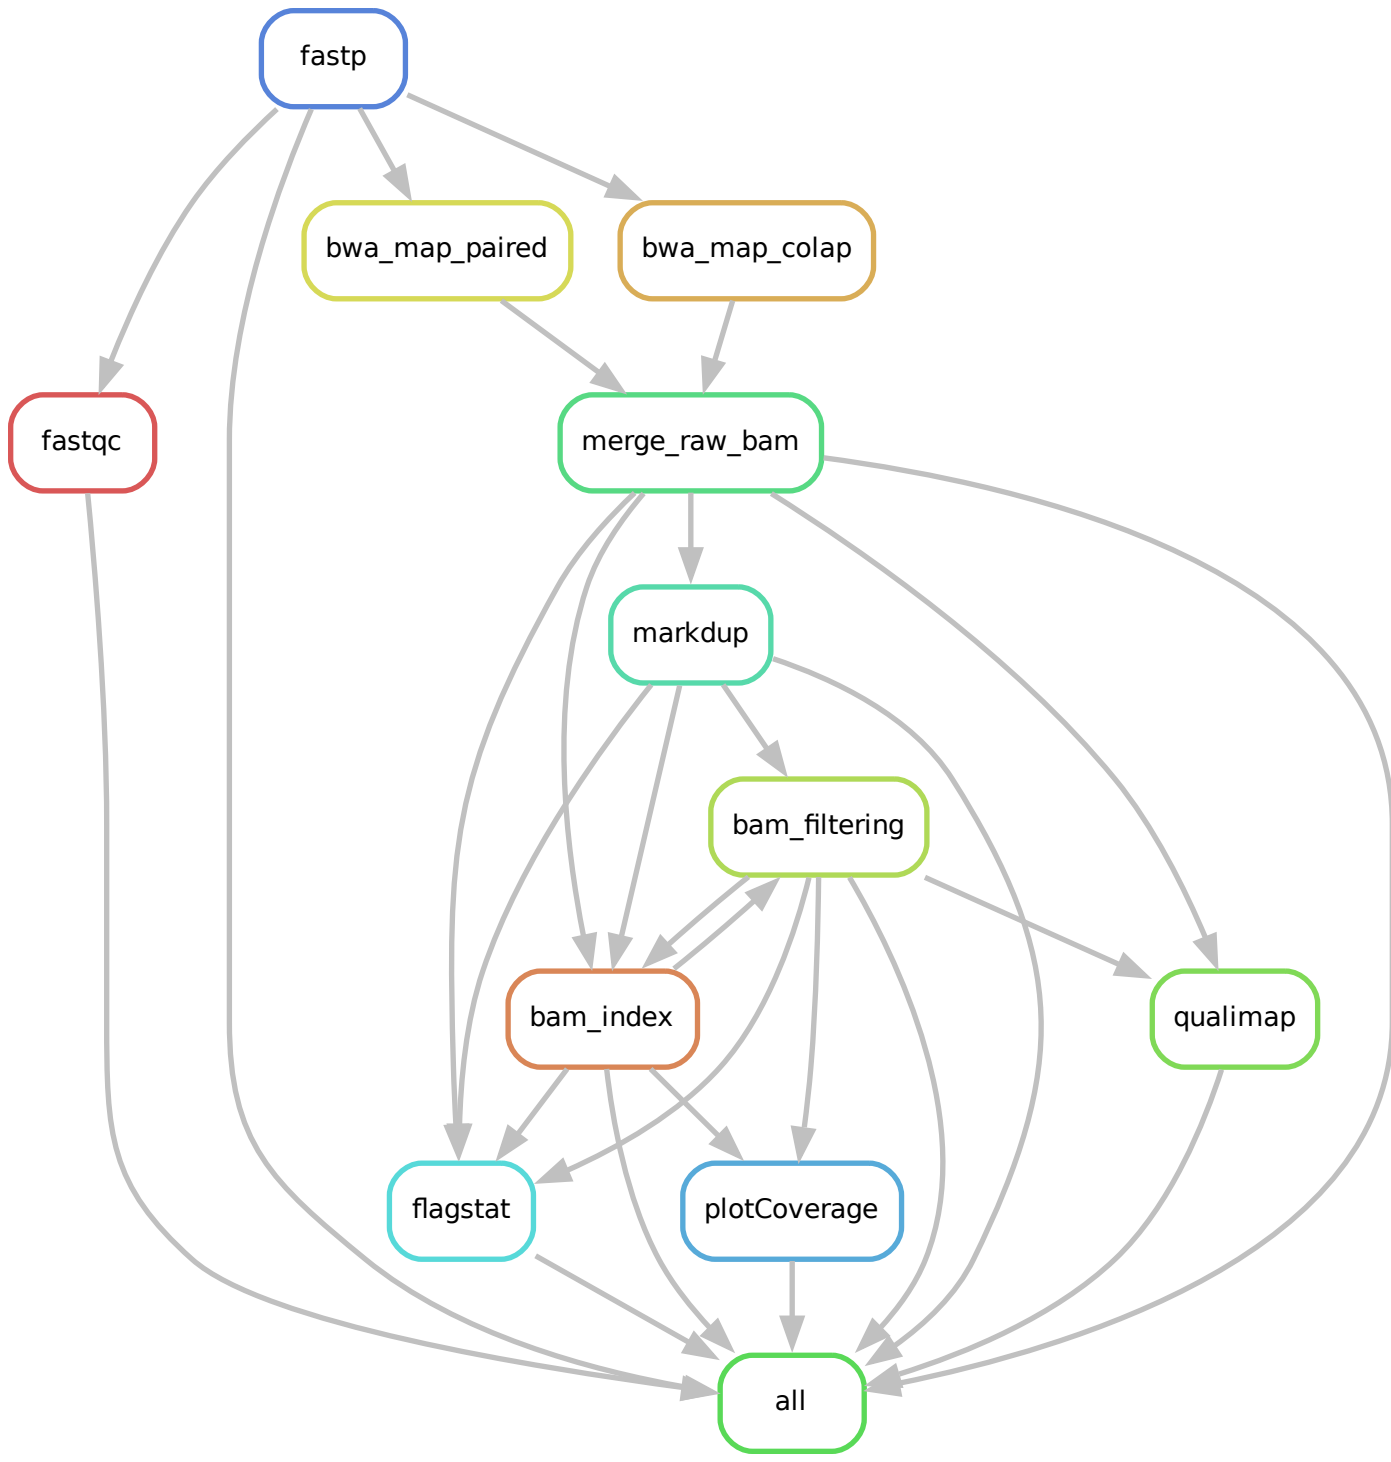 fastp
bwa_map_paired
bwa_map_colap
fastqc
merge_raw_bam
markdup
bam_filtering
bam_index
qualimap
flagstat
plotCoverage
all